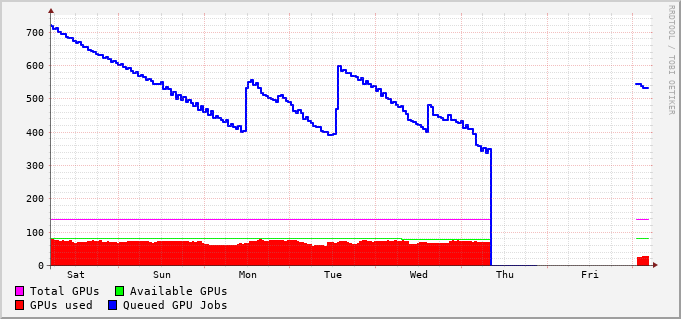 RRDTOOL / TOBI OETIKER
700
600
500
400
300
200
100
0
Sat Sun Mon Tue Wed Thu Fri
Total GPUs Available GPUs
GPUs used Queued GPU Jobs